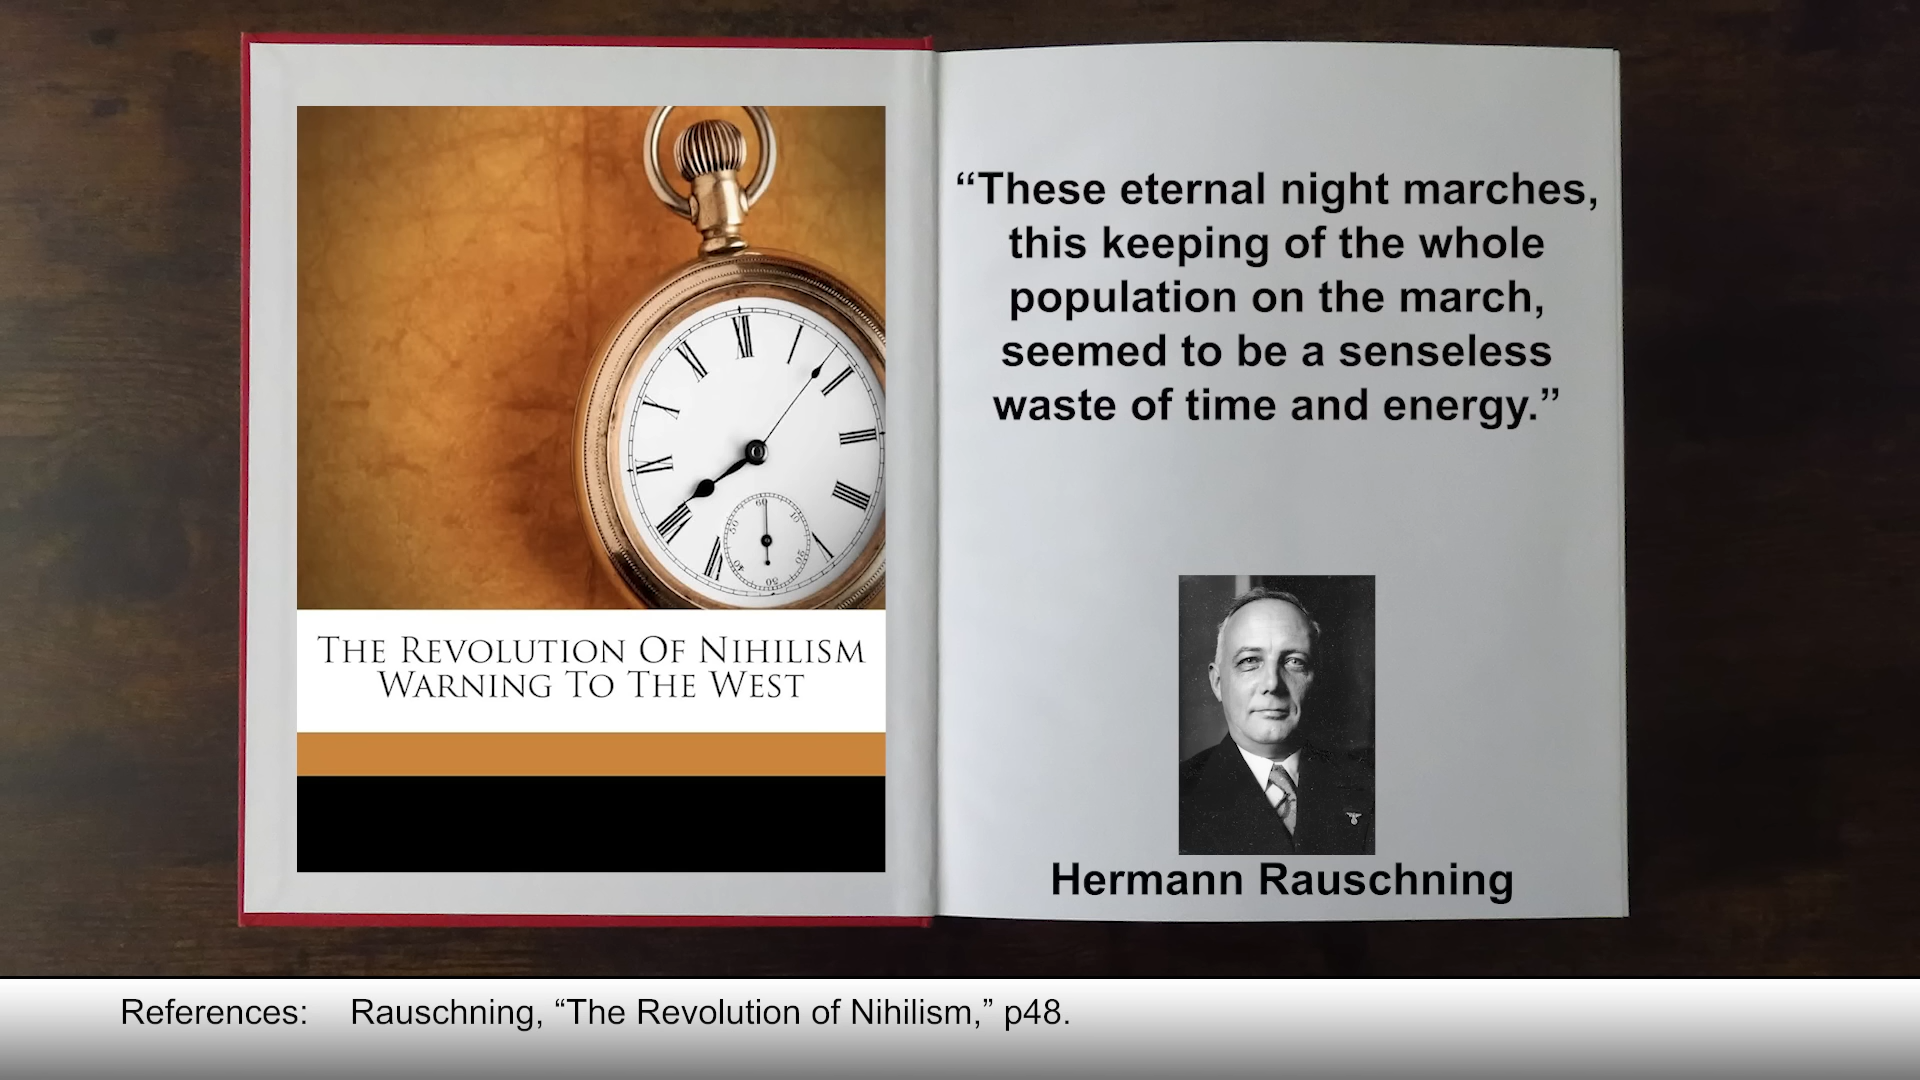 THE REVOLUTION OF NIHILISM
WARNING TO THE WEST
“These eternal night marches,
this keeping of the whole
population on the march,
seemed to be a senseless
waste of time and energy.”
Hermann Rauschning
References: Rauschning, “The Revolution of Nihilism,” p48.